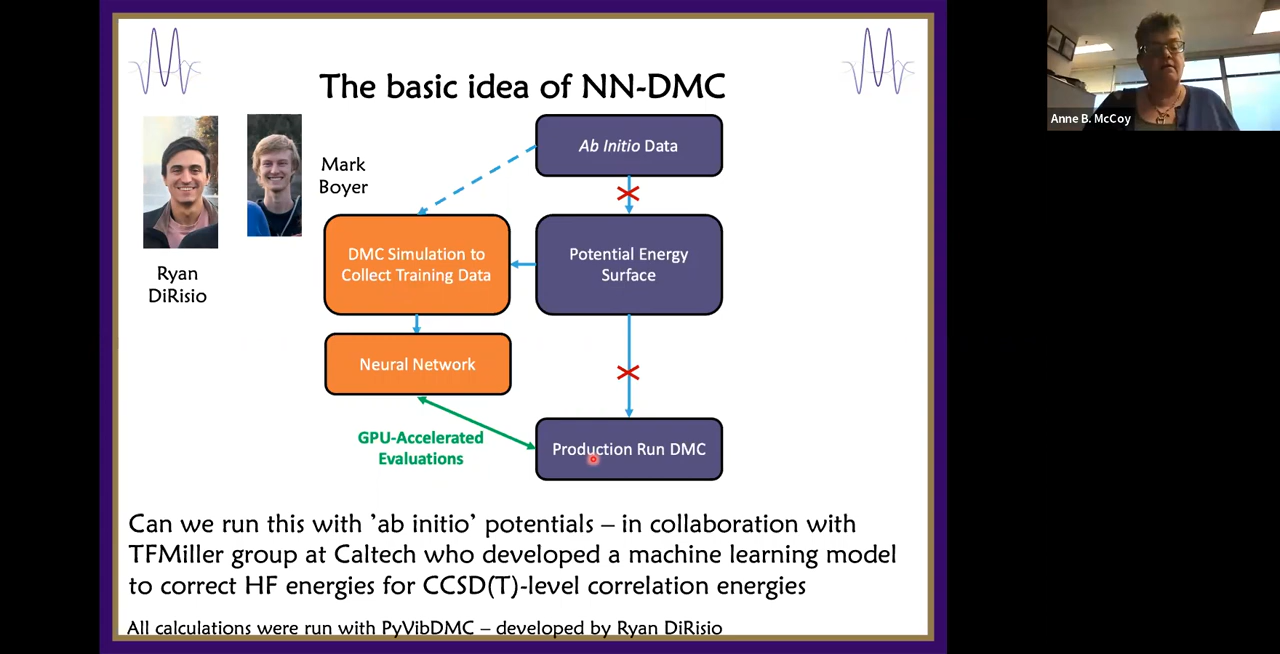 The basic idea of NN-DMC
Anne B. McCoy
Mark
Boyer
Ryan
DiRisio
Ab Initio Data
DMC Simulation to
Collect Training Data
Potential Energy
Surface
Neural Network
GPU-Accelerated
Evaluations
Production Run DMC
Can we run this with 'ab initio' potentials – in collaboration with
TFMiller group at Caltech who developed a machine learning model
to correct HF energies for CCSD(T)-level correlation energies
All calculations were run with PyVibDMC – developed by Ryan DiRisio